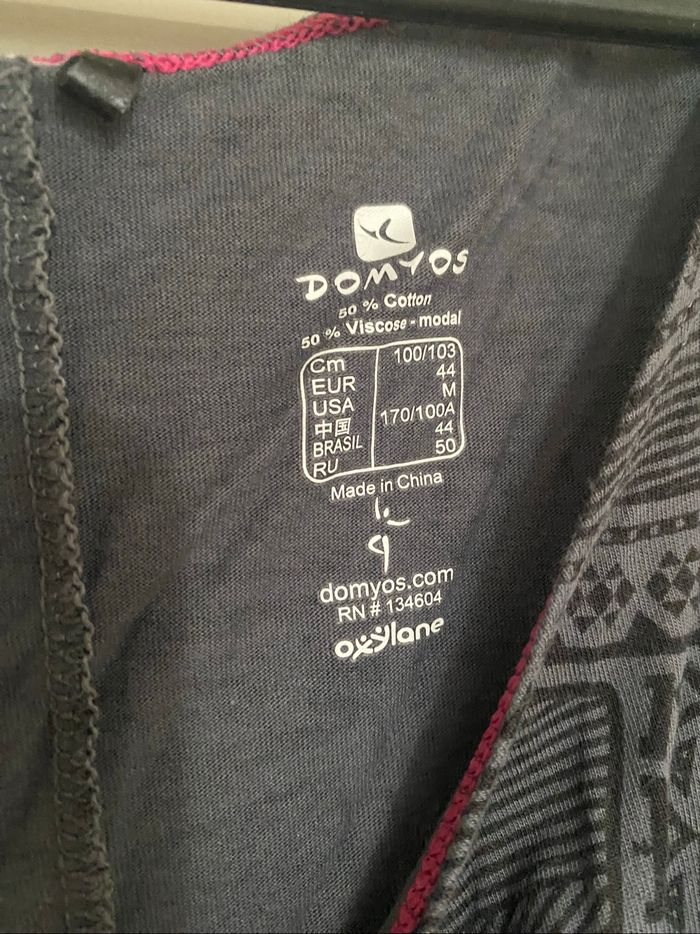 DOMYOS
50 % Cotton
50 % Viscose - modal
Cm 100/103
EUR 44
USA M
中国 170/100A
BRASIL 44
RU 50
Made in China
domyos.com
RN # 134604
oxylane